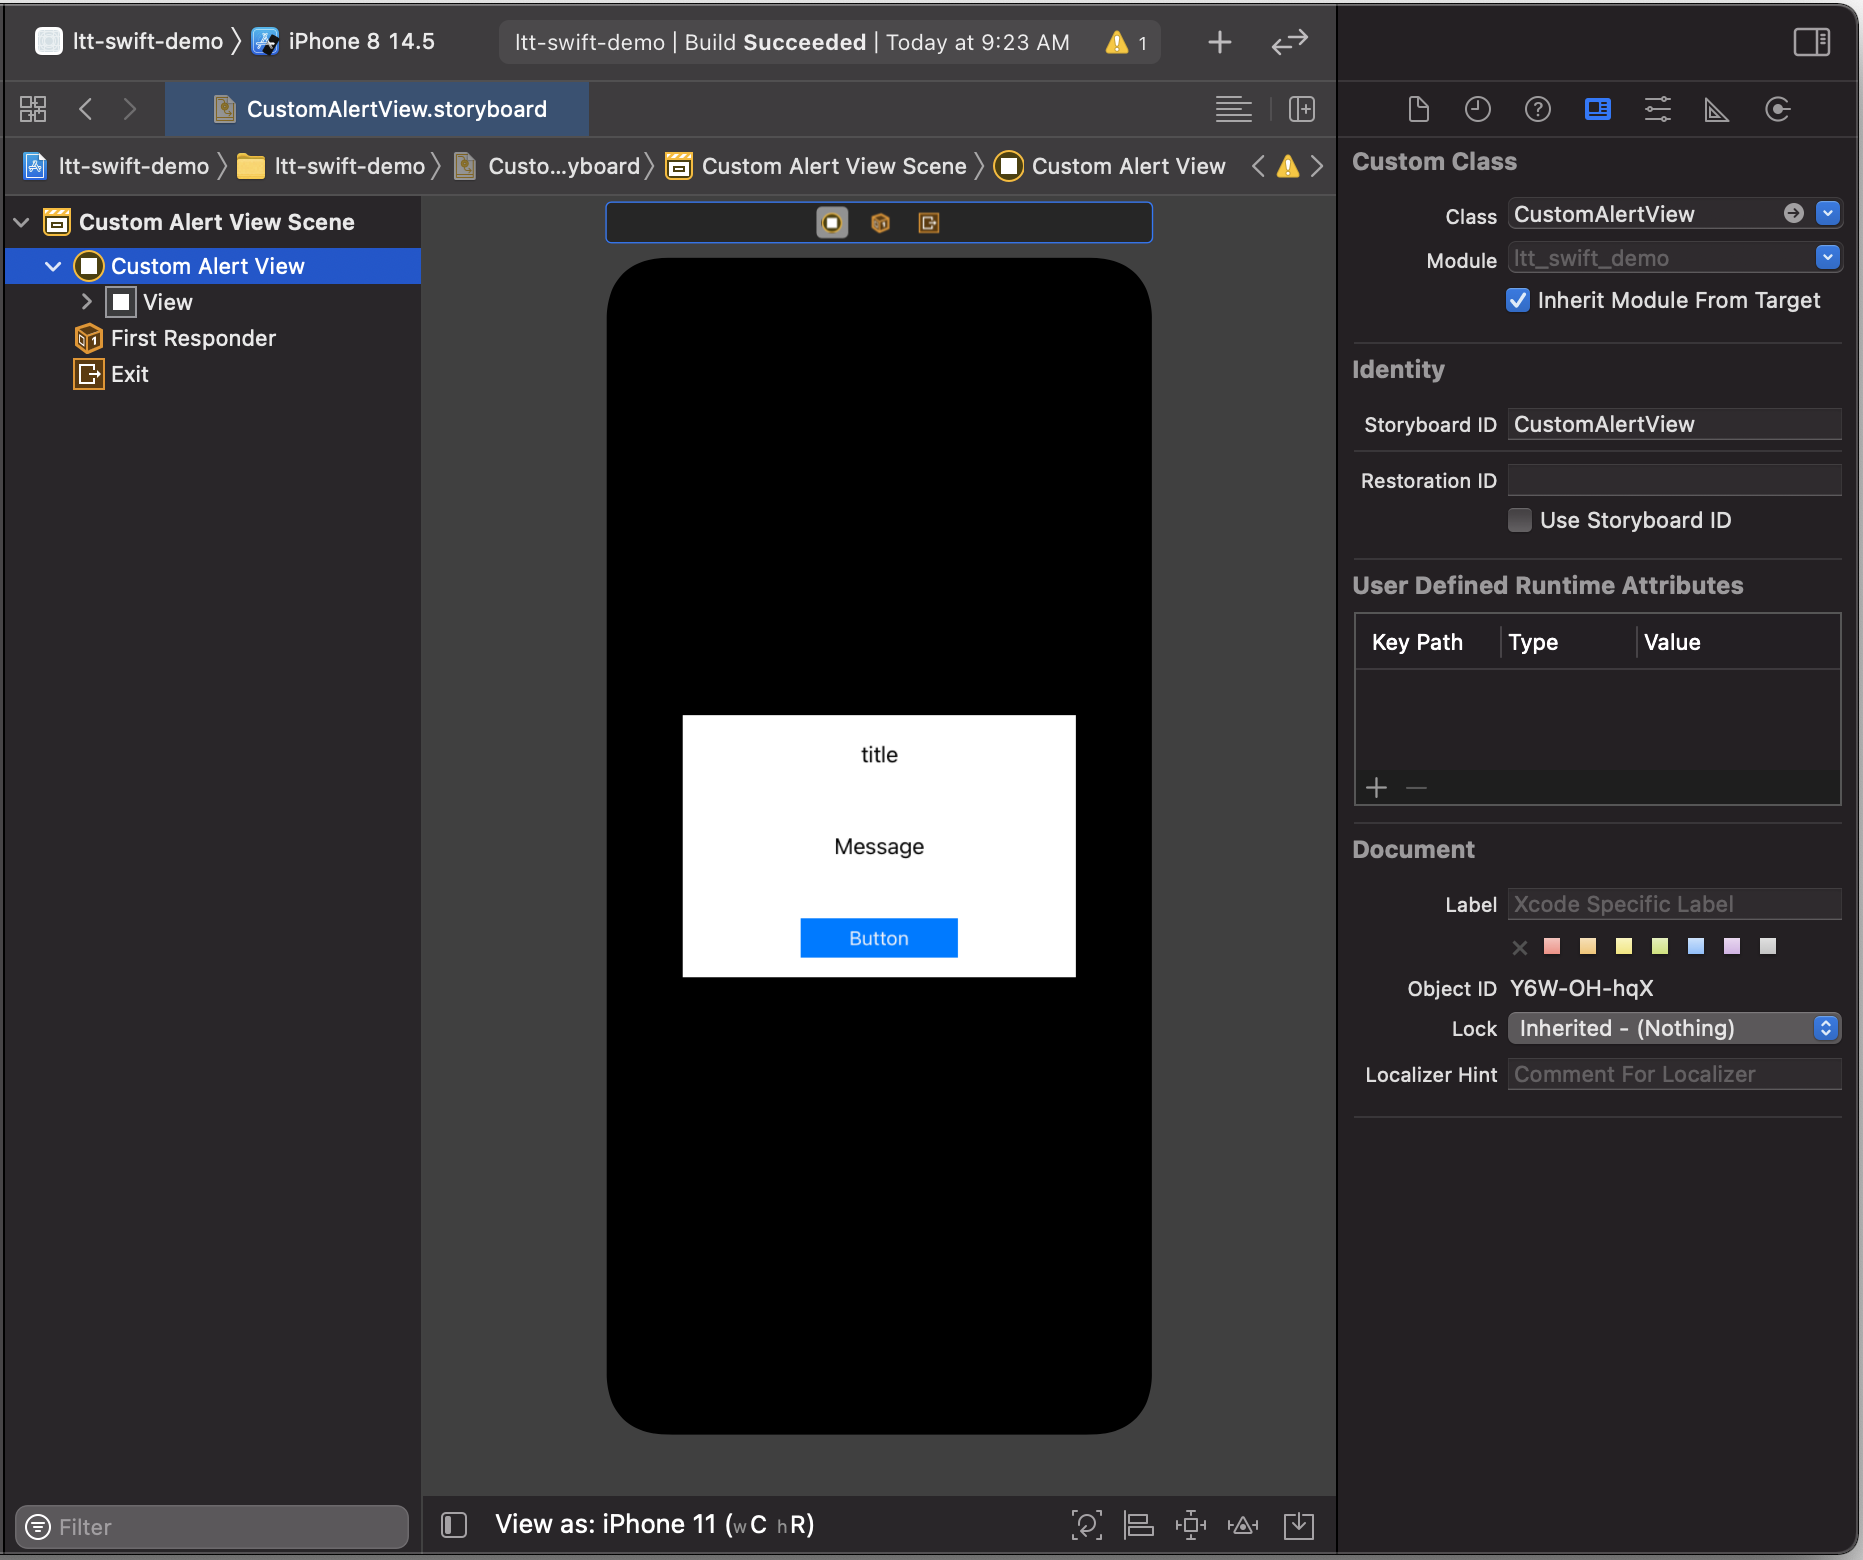 ltt-swift-demo iPhone 8 14.5
ltt-swift-demo | Build Succeeded | Today at 9:23 AM 1
CustomAlertView.storyboard
ltt-swift-demo ltt-swift-demo Custo...yboard Custom Alert View Scene Custom Alert View
Custom Alert View Scene
Custom Alert View
View
First Responder
Exit
Filter
title
Message
Button
View as: iPhone 11 (wC hR)
Custom Class
Class CustomAlertView
Module ltt_swift_demo
Inherit Module From Target
Identity
Storyboard ID CustomAlertView
Restoration ID
Use Storyboard ID
User Defined Runtime Attributes
Key Path Type Value
Document
Label Xcode Specific Label
Object ID Y6W-OH-hqX
Lock Inherited - (Nothing)
Localizer Hint Comment For Localizer